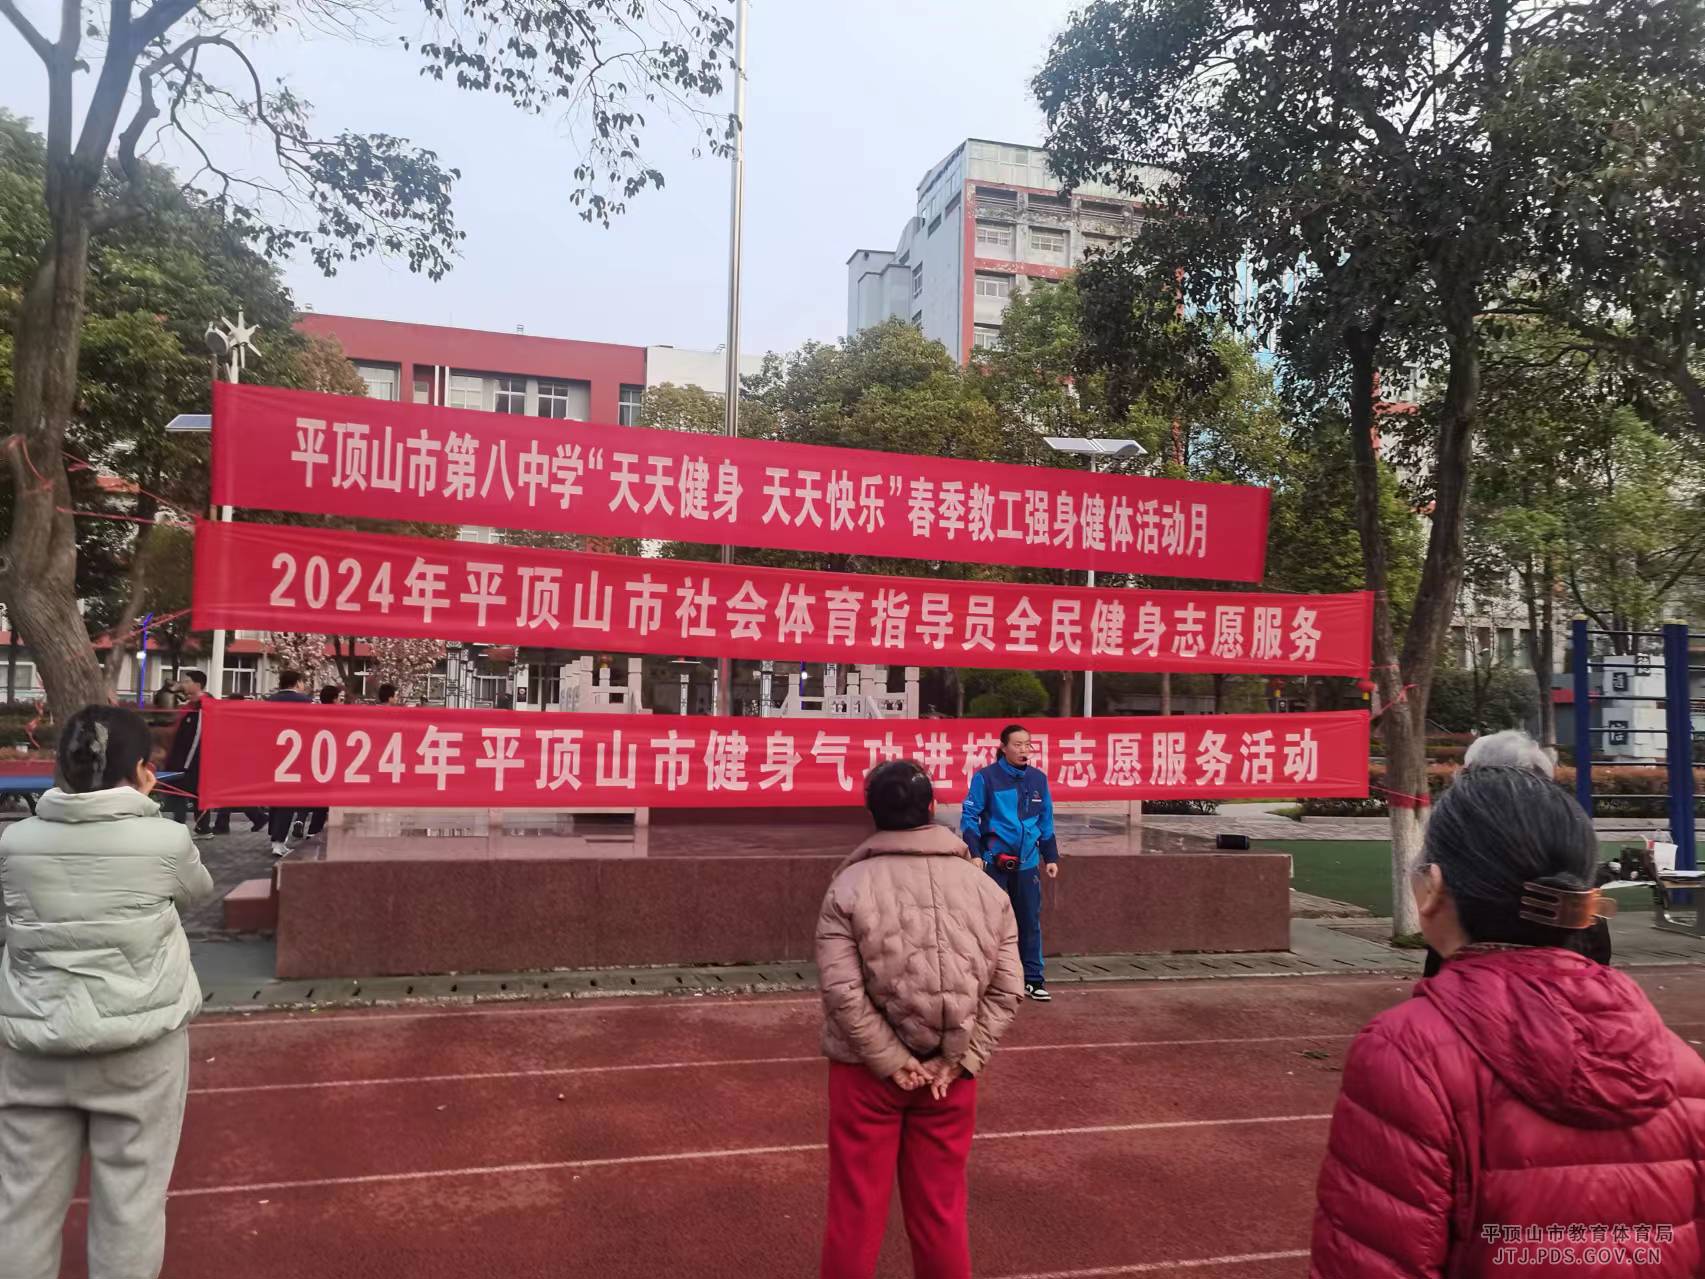 平顶山市第八中学“天天健身 天天快乐”春季教工强身健体活动月
2024年平顶山市社会体育指导员全民健身志愿服务
2024年平顶山市健身气功进校园志愿服务活动
平顶山市教育体育局
JTJ.PDS.GOV.CN